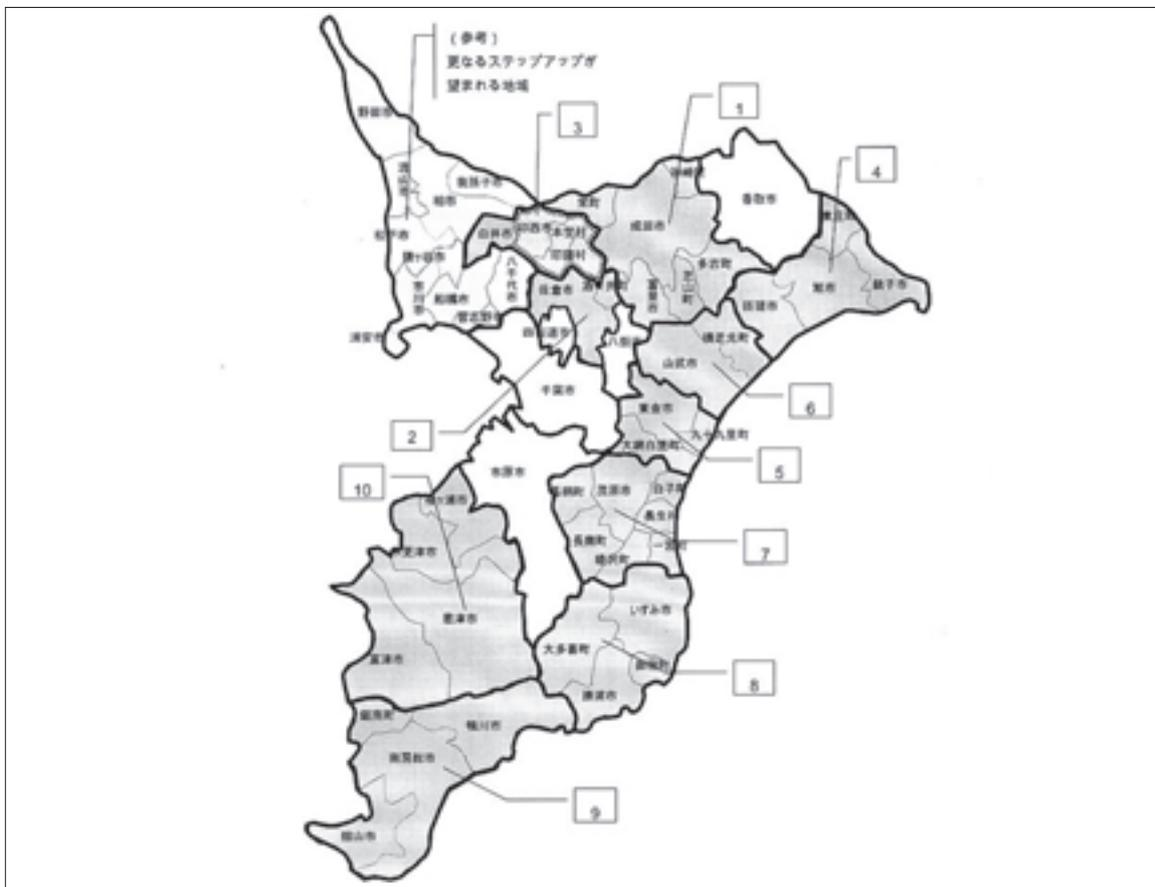 (参考)
更なるステップアップが
望まれる地域
1
3
4
野田市
我孫子市
流山市
柏市
神崎町
香取市
東庄町
栄町
成田市
印西市
本埜村
白井市
印旛村
松戸市
鎌ヶ谷市
八千代市
多古町
芝山町
富里市
酒々井町
佐倉市
旭市
銚子市
匝瑳市
市川市
船橋市
習志野市
浦安市
四街道市
八街市
横芝光町
山武市
千葉市
6
東金市
2
九十九里町
大網白里町
5
市原市
10
袖ヶ浦市
長柄町
茂原市
白子町
長生村
長南町
一宮町
睦沢町
7
木更津市
君津市
いすみ市
大多喜町
御宿町
富津市
8
勝浦市
鋸南町
鴨川市
南房総市
9
館山市